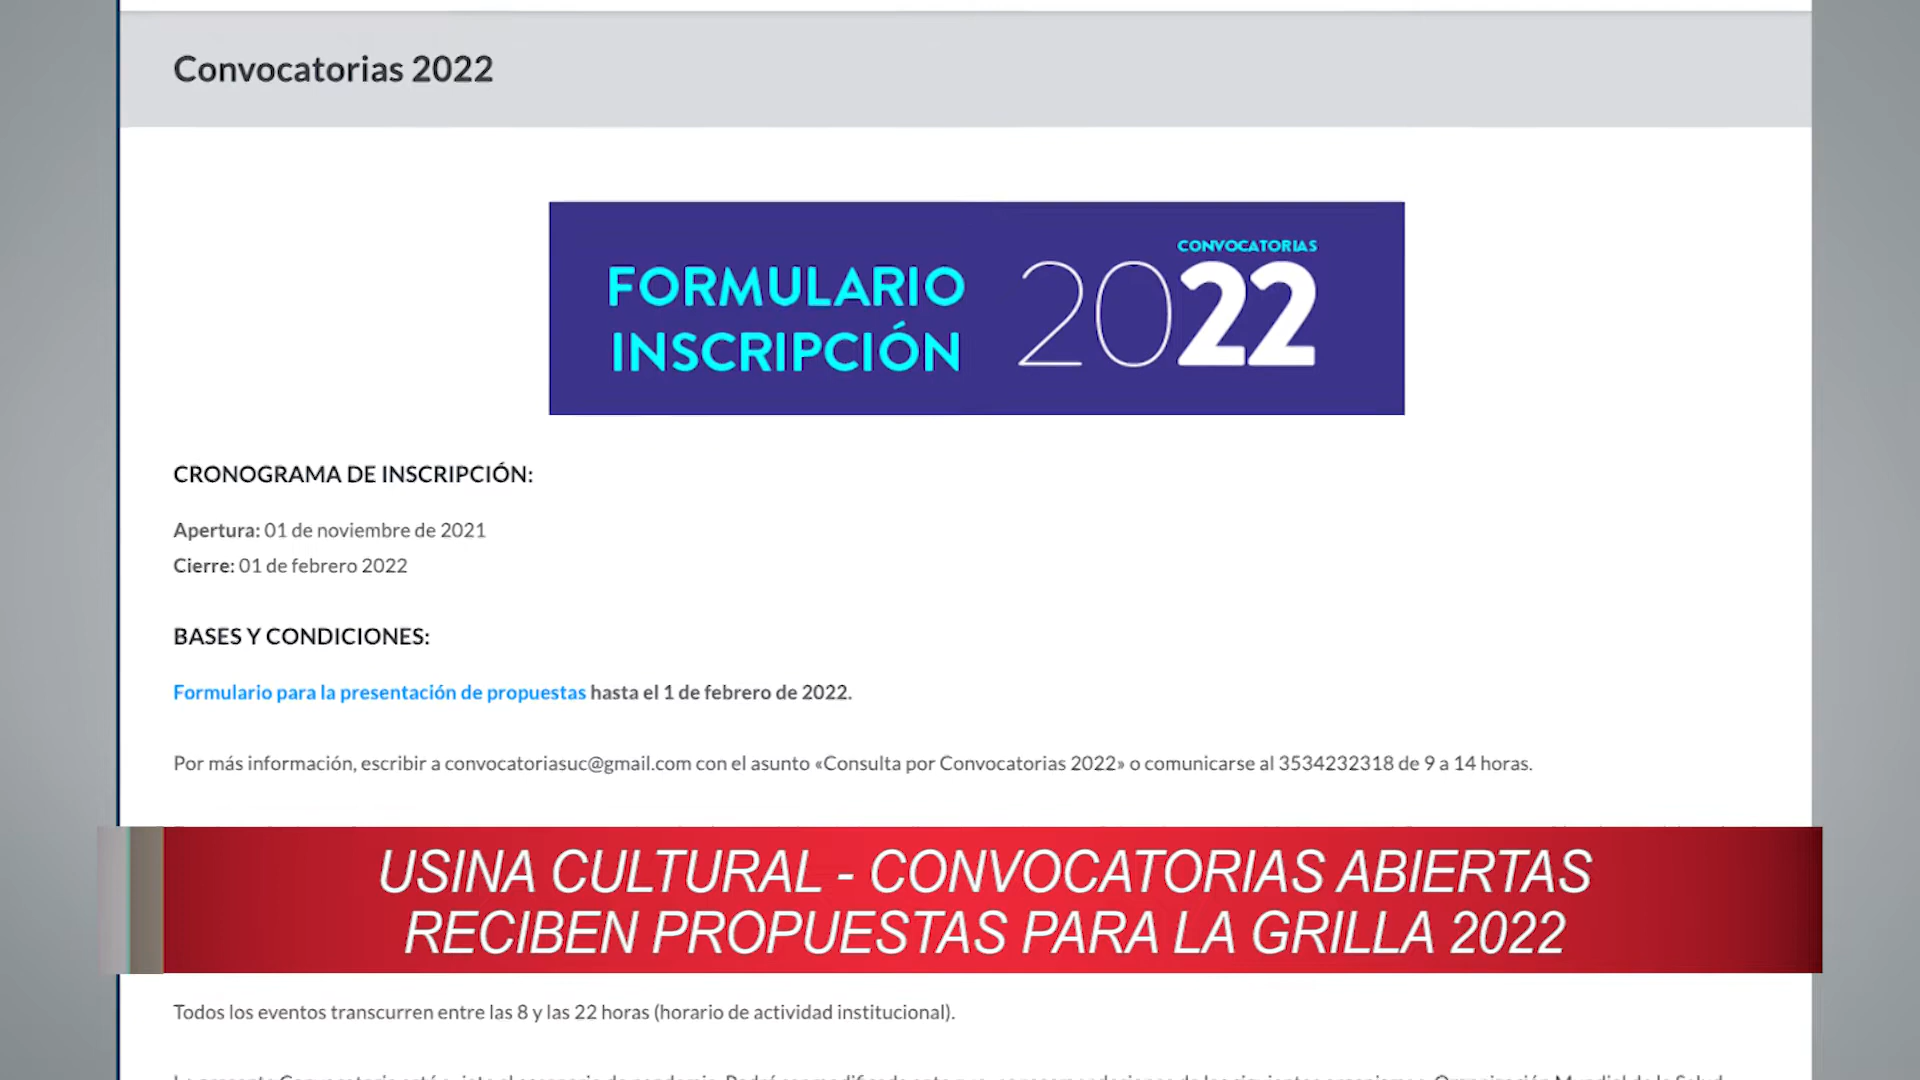 Convocatorias 2022
CONVOCATORIAS
FORMULARIO
INSCRIPCIÓN
2022
CRONOGRAMA DE INSCRIPCIÓN:
Apertura: 01 de noviembre de 2021
Cierre: 01 de febrero 2022
BASES Y CONDICIONES:
Formulario para la presentación de propuestas hasta el 1 de febrero de 2022.
Por más información, escribir a convocatoriasuc@gmail.com con el asunto «Consulta por Convocatorias 2022» o comunicarse al 3534232318 de 9 a 14 horas.
USINA CULTURAL - CONVOCATORIAS ABIERTAS
RECIBEN PROPUESTAS PARA LA GRILLA 2022
Todos los eventos transcurren entre las 8 y las 22 horas (horario de actividad institucional).